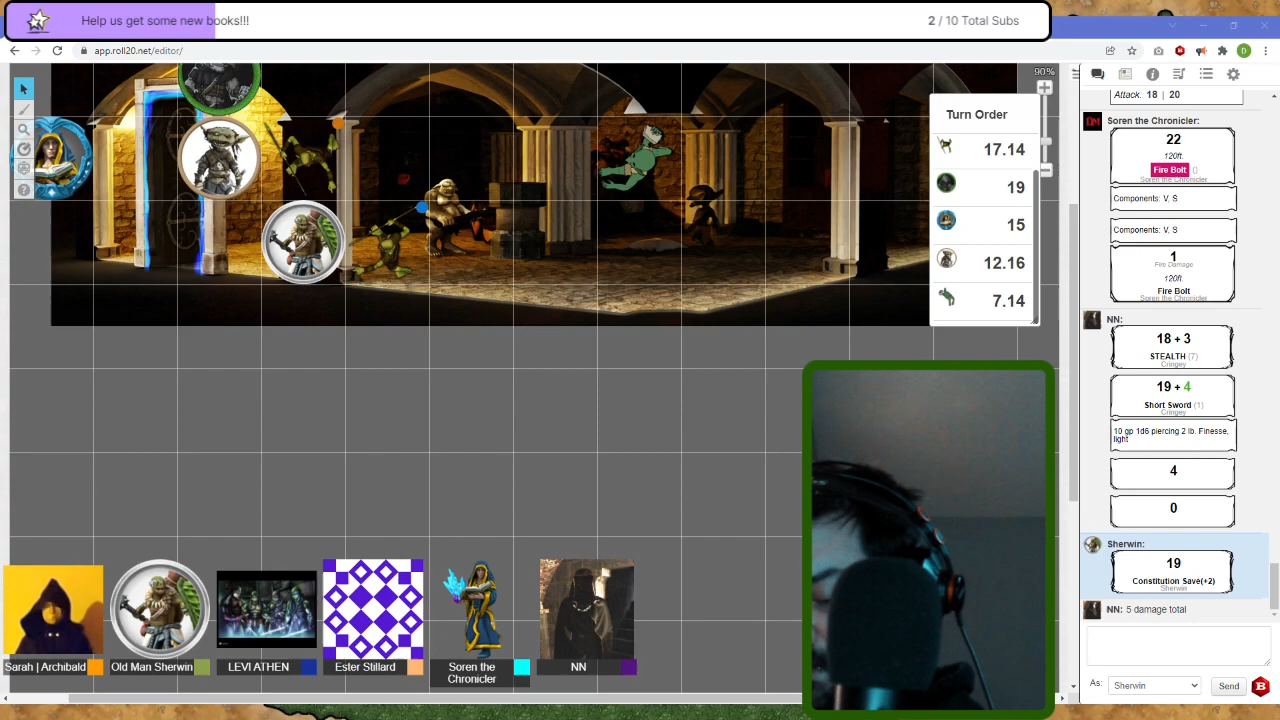 Help us get some new books!!!
2 / 10 Total Subs
app.roll20.net/editor/
90%
Turn Order
17.14
19
15
12.16
7.14
Attack: 18 | 20
Soren the Chronicler:
22
120ft.
Fire Bolt ()
Soren the Chronicler
Components: V, S
Components: V, S
1
Fire Damage
120ft.
Fire Bolt
Soren the Chronicler
NN:
18 + 3
STEALTH (7)
Cringey
19 + 4
Short Sword (1)
Cringey
10 gp 1d6 piercing 2 lb. Finesse,
light
4
0
Sherwin:
19
Constitution Save(+2)
Sherwin
NN: 5 damage total
As:
Sherwin
Send
Sarah | Archibald
Old Man Sherwin
LEVI ATHEN
Ester Stillard
Soren the
Chronicler
NN